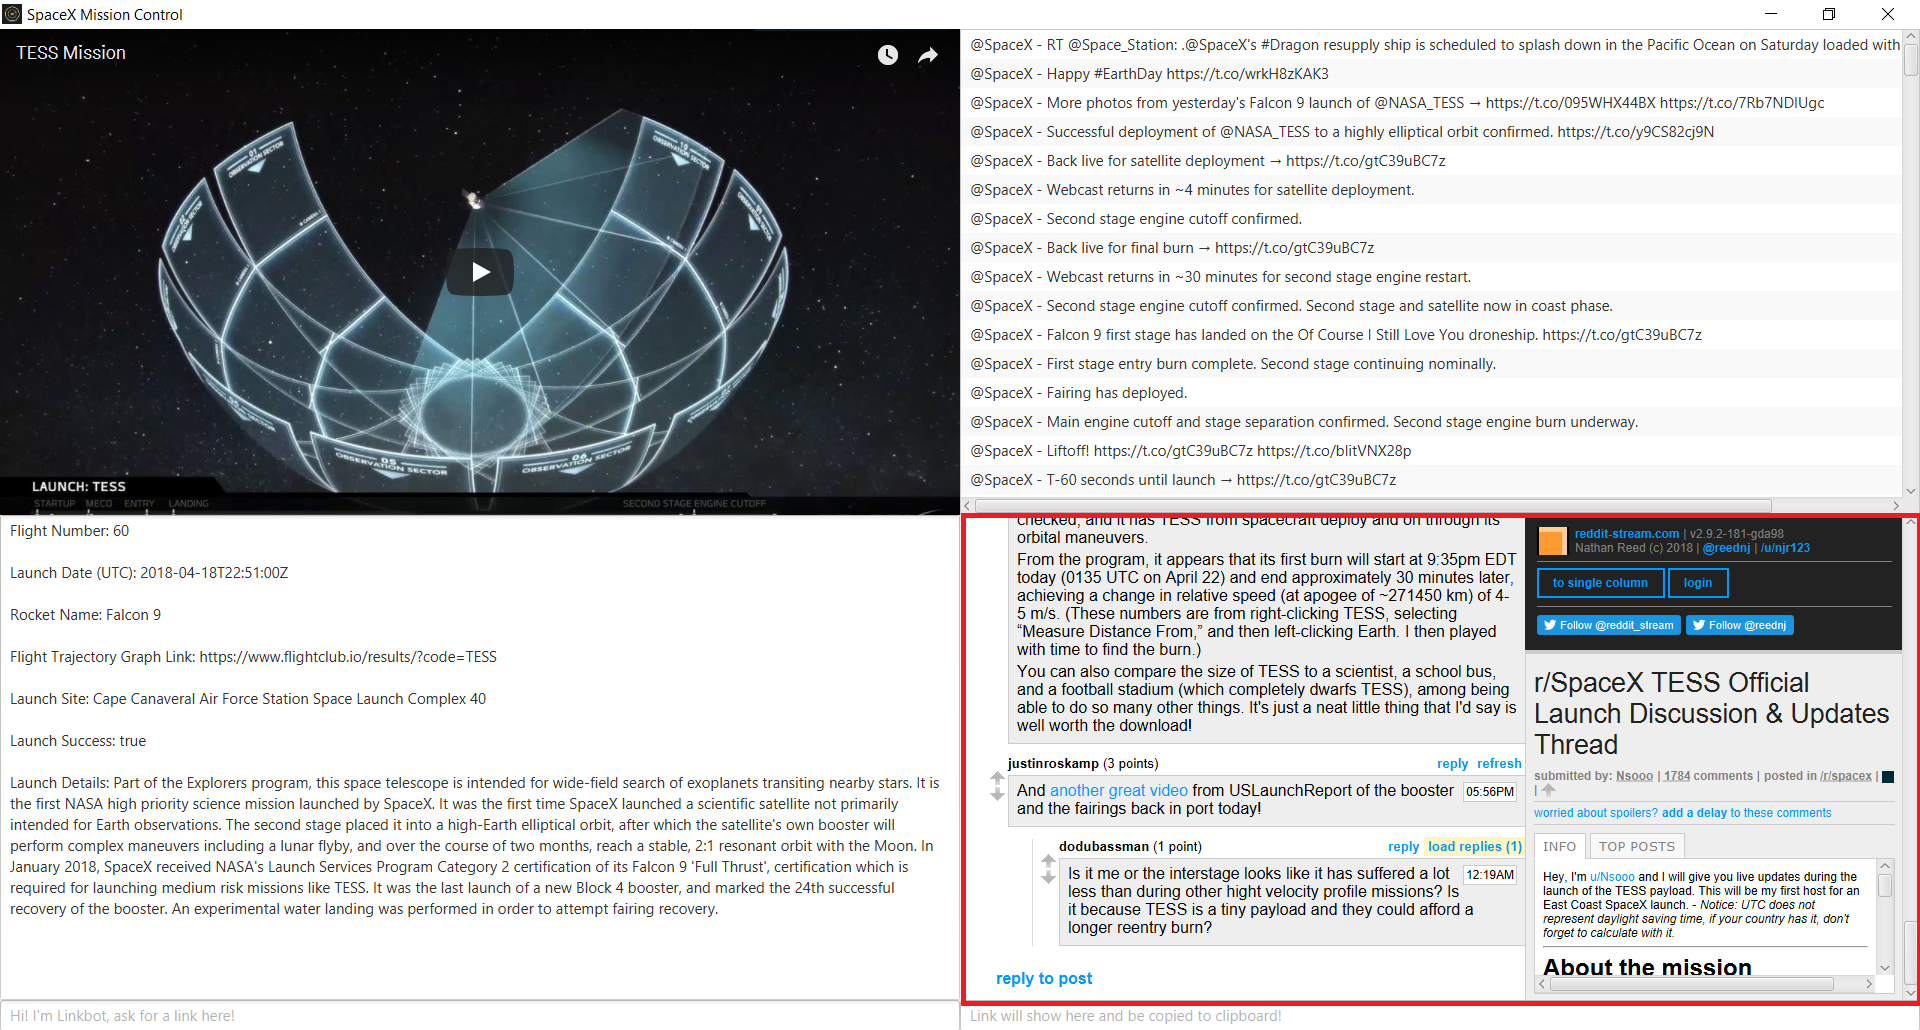 SpaceX Mission Control
TESS Mission
01
OBSERVATION SECTOR
10
OBSERVATION SECTOR
OBSERVATION SECTOR
OBSERVATION SECTOR
05
OBSERVATION SECTOR
06
OBSERVATION SECTOR
LAUNCH: TESS
STARTUP MECO ENTRY LANDING
SECOND STAGE ENGINE CUTOFF
@SpaceX - RT @Space_Station: .@SpaceX's #Dragon resupply ship is scheduled to splash down in the Pacific Ocean on Saturday loaded with
@SpaceX - Happy #EarthDay https://t.co/wrkH8zKAK3
@SpaceX - More photos from yesterday's Falcon 9 launch of @NASA_TESS → https://t.co/095WHX44BX https://t.co/7Rb7NDlUgc
@SpaceX - Successful deployment of @NASA_TESS to a highly elliptical orbit confirmed. https://t.co/y9CS82cj9N
@SpaceX - Back live for satellite deployment → https://t.co/gtC39uBC7z
@SpaceX - Webcast returns in ~4 minutes for satellite deployment.
@SpaceX - Second stage engine cutoff confirmed.
@SpaceX - Back live for final burn → https://t.co/gtC39uBC7z
@SpaceX - Webcast returns in ~30 minutes for second stage engine restart.
@SpaceX - Second stage engine cutoff confirmed. Second stage and satellite now in coast phase.
@SpaceX - Falcon 9 first stage has landed on the Of Course I Still Love You droneship. https://t.co/gtC39uBC7z
@SpaceX - First stage entry burn complete. Second stage continuing nominally.
@SpaceX - Fairing has deployed.
@SpaceX - Main engine cutoff and stage separation confirmed. Second stage engine burn underway.
@SpaceX - Liftoff! https://t.co/gtC39uBC7z https://t.co/blitVNX28p
@SpaceX - T-60 seconds until launch → https://t.co/gtC39uBC7z
Flight Number: 60
Launch Date (UTC): 2018-04-18T22:51:00Z
Rocket Name: Falcon 9
Flight Trajectory Graph Link: https://www.flightclub.io/results/?code=TESS
Launch Site: Cape Canaveral Air Force Station Space Launch Complex 40
Launch Success: true
Launch Details: Part of the Explorers program, this space telescope is intended for wide-field search of exoplanets transiting nearby stars. It is
the first NASA high priority science mission launched by SpaceX. It was the first time SpaceX launched a scientific satellite not primarily
intended for Earth observations. The second stage placed it into a high-Earth elliptical orbit, after which the satellite's own booster will
perform complex maneuvers including a lunar flyby, and over the course of two months, reach a stable, 2:1 resonant orbit with the Moon. In
January 2018, SpaceX received NASA's Launch Services Program Category 2 certification of its Falcon 9 'Full Thrust', certification which is
required for launching medium risk missions like TESS. It was the last launch of a new Block 4 booster, and marked the 24th successful
recovery of the booster. An experimental water landing was performed in order to attempt fairing recovery.
checked, and it has TESS from spacecraft deploy and on through its
orbital maneuvers.
From the program, it appears that its first burn will start at 9:35pm EDT
today (0135 UTC on April 22) and end approximately 30 minutes later,
achieving a change in relative speed (at apogee of ~271450 km) of 4-
5 m/s. (These numbers are from right-clicking TESS, selecting
“Measure Distance From,” and then left-clicking Earth. I then played
with time to find the burn.)
You can also compare the size of TESS to a scientist, a school bus,
and a football stadium (which completely dwarfs TESS), among being
able to do so many other things. It's just a neat little thing that I'd say is
well worth the download!
justinroskamp (3 points) reply refresh
And another great video from USLaunchReport of the booster 05:56PM
and the fairings back in port today!
dodubassman (1 point) reply load replies (1)
Is it me or the interstage looks like it has suffered a lot 12:19AM
less than during other hight velocity profile missions? Is
it because TESS is a tiny payload and they could afford a
longer reentry burn?
reply to post
reddit-stream.com | v2.9.2-181-gda98
Nathan Reed (c) 2018 | @reednj | /u/njr123
to single column login
Follow @reddit_stream Follow @reednj
r/SpaceX TESS Official
Launch Discussion & Updates
Thread
submitted by: Nsooo | 1784 comments | posted in /r/spacex |
|
worried about spoilers? add a delay to these comments
INFO TOP POSTS
Hey, I'm u/Nsooo and I will give you live updates during the
launch of the TESS payload. This will be my first host for an
East Coast SpaceX launch. - Notice: UTC does not
represent daylight saving time, if your country has it, don't
forget to calculate with it.
About the mission
Hi! I'm Linkbot, ask for a link here!
Link will show here and be copied to clipboard!